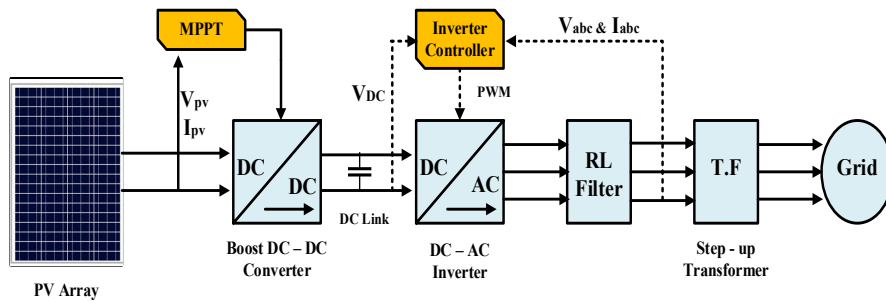 MPPT
Inverter
Controller
Vabc & Iabc
VDC
PWM
Vpv
Ipv
DC
DC
DC
AC
RL
Filter
T.F
Grid
DC Link
Boost DC – DC
Converter
DC – AC
Inverter
Step - up
Transformer
PV Array